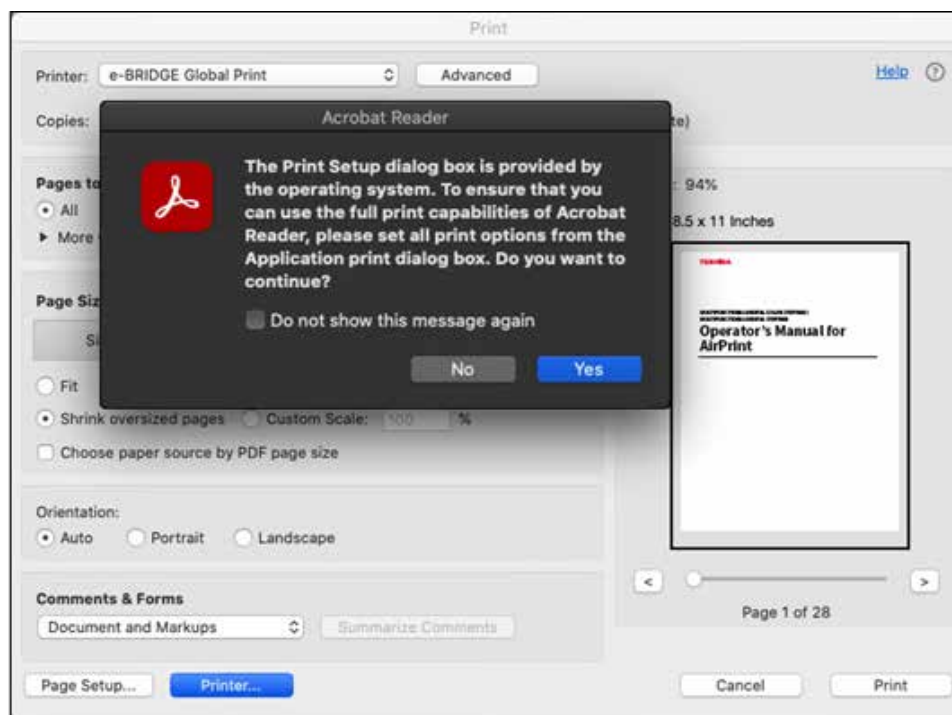 Print
Printer: e-BRIDGE Global Print Advanced Help ?
Copies: te)
Acrobat Reader
The Print Setup dialog box is provided by
the operating system. To ensure that you
can use the full print capabilities of Acrobat
Reader, please set all print options from the
Application print dialog box. Do you want to
continue?
Do not show this message again
No Yes
Pages to
All
More
Page Siz
Si
Fit
Shrink oversized pages Custom Scale: 100 %
Choose paper source by PDF page size
Orientation:
Auto Portrait Landscape
Comments & Forms
Document and Markups Summarize Comments
: 94%
8.5 x 11 Inches
TOSHIBA
Operator's Manual for
AirPrint
< >
Page 1 of 28
Page Setup... Printer... Cancel Print